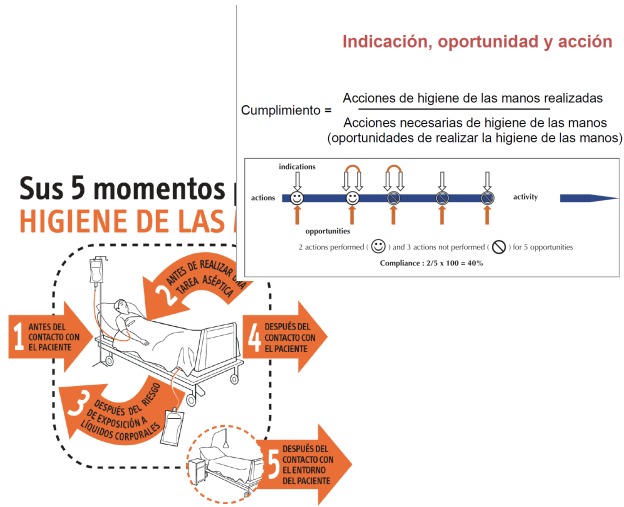 Indicación, oportunidad y acción
Cumplimiento =
Acciones de higiene de las manos realizadas
Acciones necesarias de higiene de las manos
(oportunidades de realizar la higiene de las manos)
indications
actions
activity
opportunities
2 actions performed ( ) and 3 actions not performed ( ) for 5 opportunities
Compliance : 2/5 x 100 = 40%
Sus 5 momentos
HIGIENE DE LAS
1
ANTES DEL
CONTACTO CON
EL PACIENTE
2
ANTES DE REALIZAR UNA
TAREA ASÉPTICA
3
DESPUÉS DEL RIESGO
DE EXPOSICIÓN A
LÍQUIDOS CORPORALES
4
DESPUÉS DEL
CONTACTO CON
EL PACIENTE
5
DESPUÉS DEL
CONTACTO CON
EL ENTORNO
DEL PACIENTE